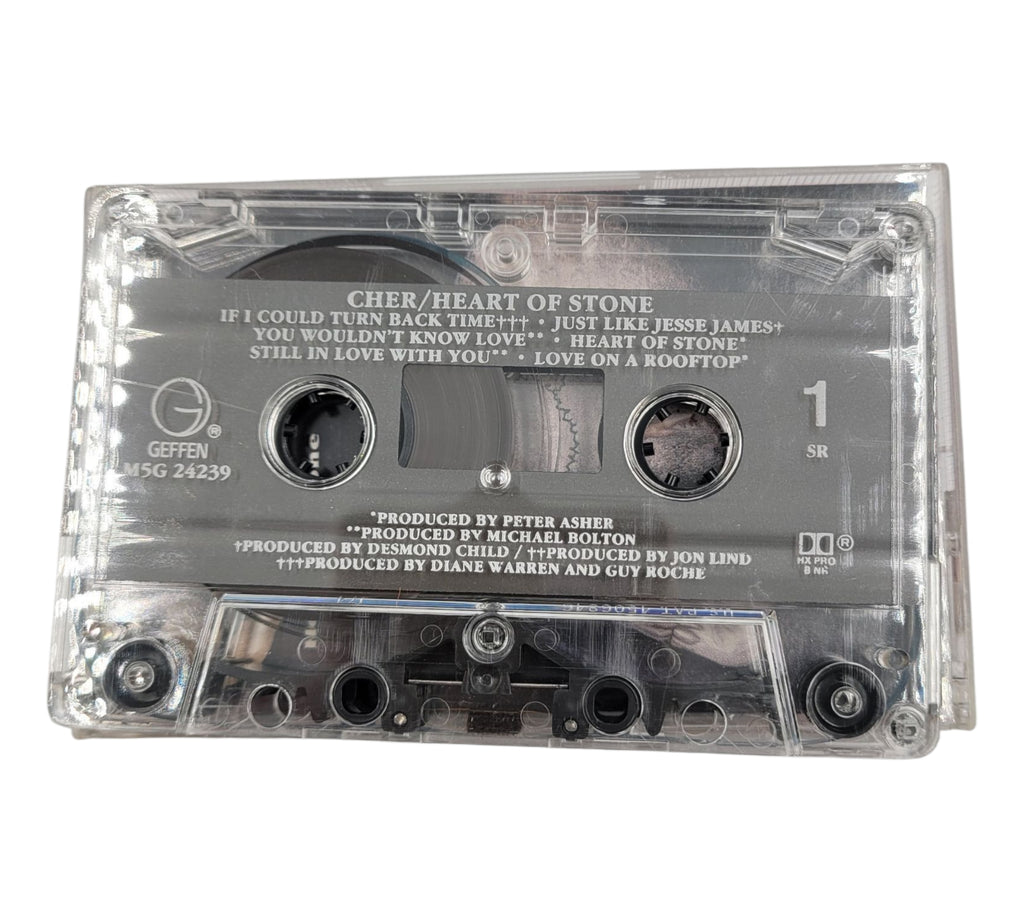 CHER/HEART OF STONE
IF I COULD TURN BACK TIME††† • JUST LIKE JESSE JAMES†
YOU WOULDN'T KNOW LOVE** • HEART OF STONE*
STILL IN LOVE WITH YOU** • LOVE ON A ROOFTOP*
GEFFEN ®
M5G 24239
one
1
SR
*PRODUCED BY PETER ASHER
**PRODUCED BY MICHAEL BOLTON
†PRODUCED BY DESMOND CHILD / ††PRODUCED BY JON LIND
†††PRODUCED BY DIANE WARREN AND GUY ROCHE
®
HX PRO
B NR